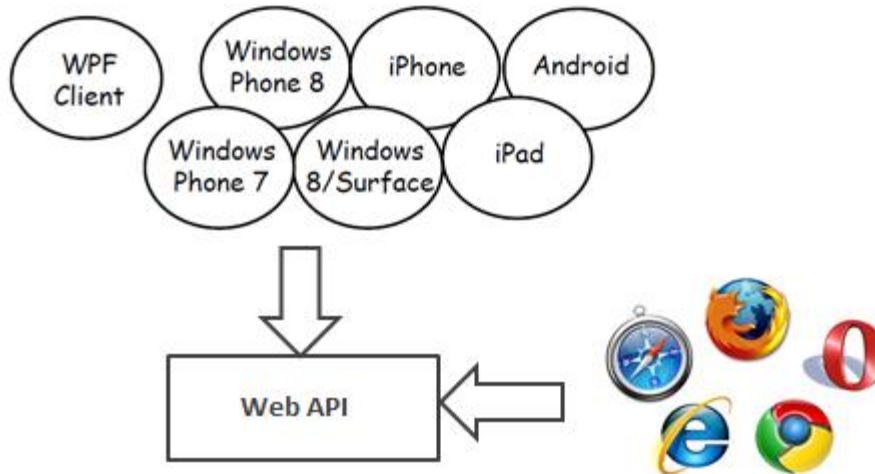 WPF
Client
Windows
Phone 8
iPhone
Android
Windows
Phone 7
Windows
8/Surface
iPad
Web API